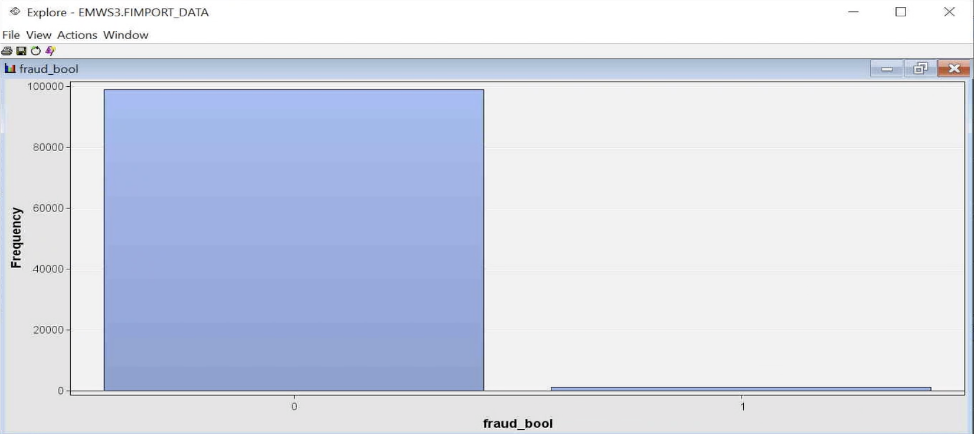 Explore - EMWS3.FIMPORT_DATA
File View Actions Window
fraud_bool
100000
80000
60000
40000
20000
0
Frequency
0 1
fraud_bool